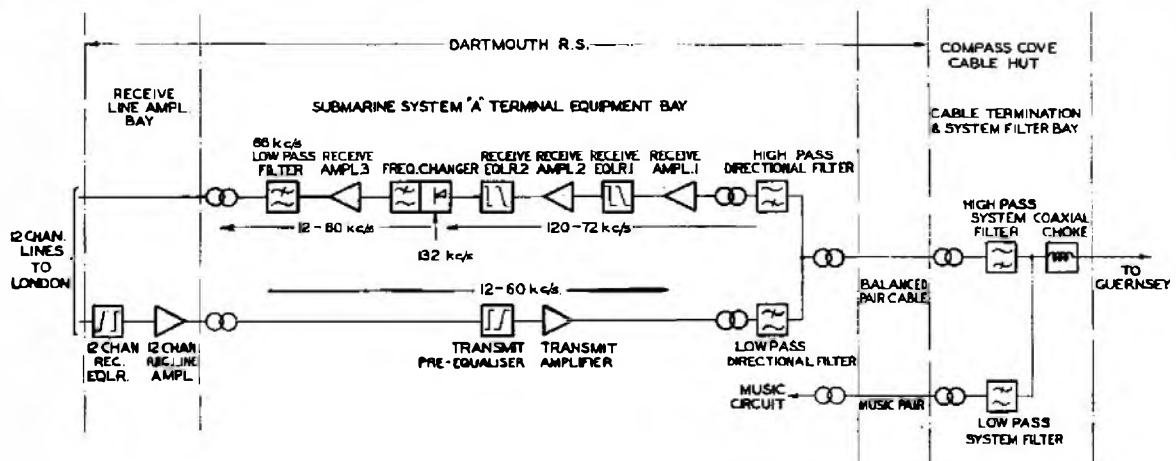 DARTMOUTH R.S.
COMPASS COVE
CABLE HUT
RECEIVE
LINE AMPL.
BAY
SUBMARINE SYSTEM "A" TERMINAL EQUIPMENT BAY
CABLE TERMINATION
& SYSTEM FILTER BAY
66 kc/s
LOW PASS
FILTER
RECEIVE
AMPL.3
FREQ.CHANGER
RECEIVE
EQLR.2
RECEIVE
AMPL.2
RECEIVE
EQLR.1
RECEIVE
AMPL.1
HIGH PASS
DIRECTIONAL FILTER
12-60 kc/s
132 kc/s
120-72 kc/s
HIGH PASS
SYSTEM
FILTER
COAXIAL
CHOKE
12 CHAN.
LINES
TO
LONDON
12-60 kc/s.
BALANCED
PAIR CABLE
TO
GUERNSEY
12 CHAN
REC.
EQLR.
12 CHAN
REC.LINE
AMPL.
TRANSMIT
PRE-EQUALISER
TRANSMIT
AMPLIFIER
LOW PASS
DIRECTIONAL FILTER
MUSIC
CIRCUIT
MUSIC PAIR
LOW PASS
SYSTEM FILTER